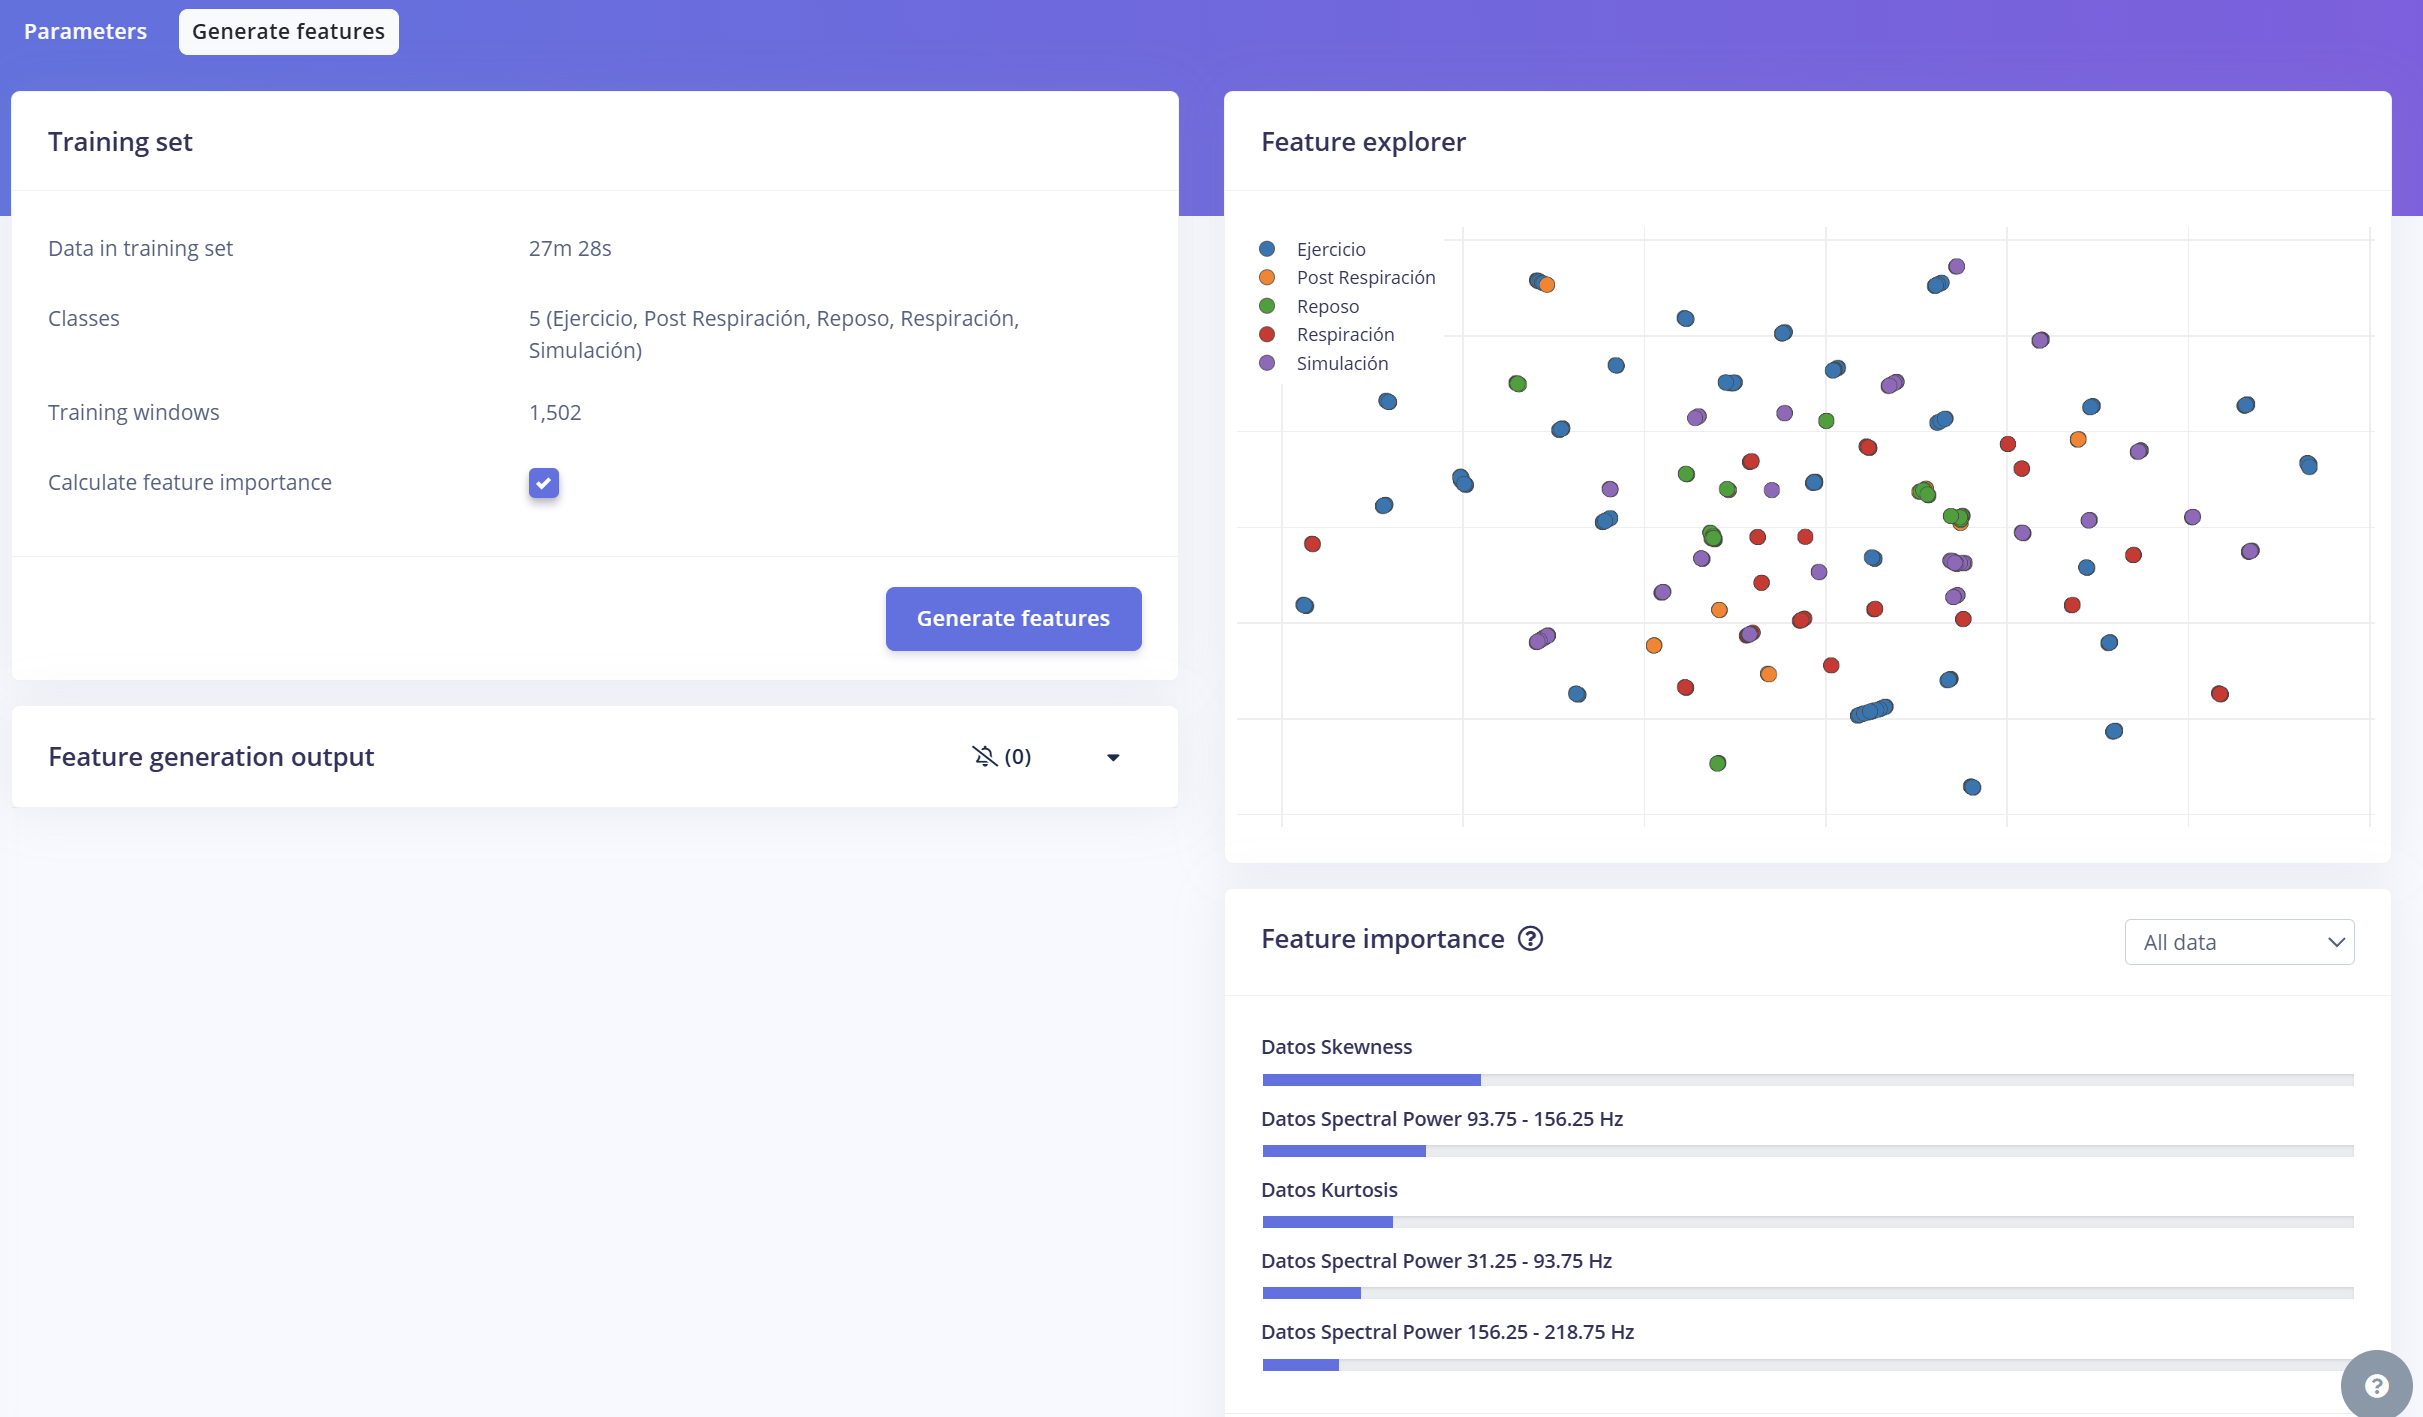 Parameters
Generate features
Training set
Data in training set 27m 28s
Classes 5 (Ejercicio, Post Respiración, Reposo, Respiración,
Simulación)
Training windows 1,502
Calculate feature importance
Generate features
Feature generation output (0)
Feature explorer
Ejercicio
Post Respiración
Reposo
Respiración
Simulación
Feature importance ? All data
Datos Skewness
Datos Spectral Power 93.75 - 156.25 Hz
Datos Kurtosis
Datos Spectral Power 31.25 - 93.75 Hz
Datos Spectral Power 156.25 - 218.75 Hz
?